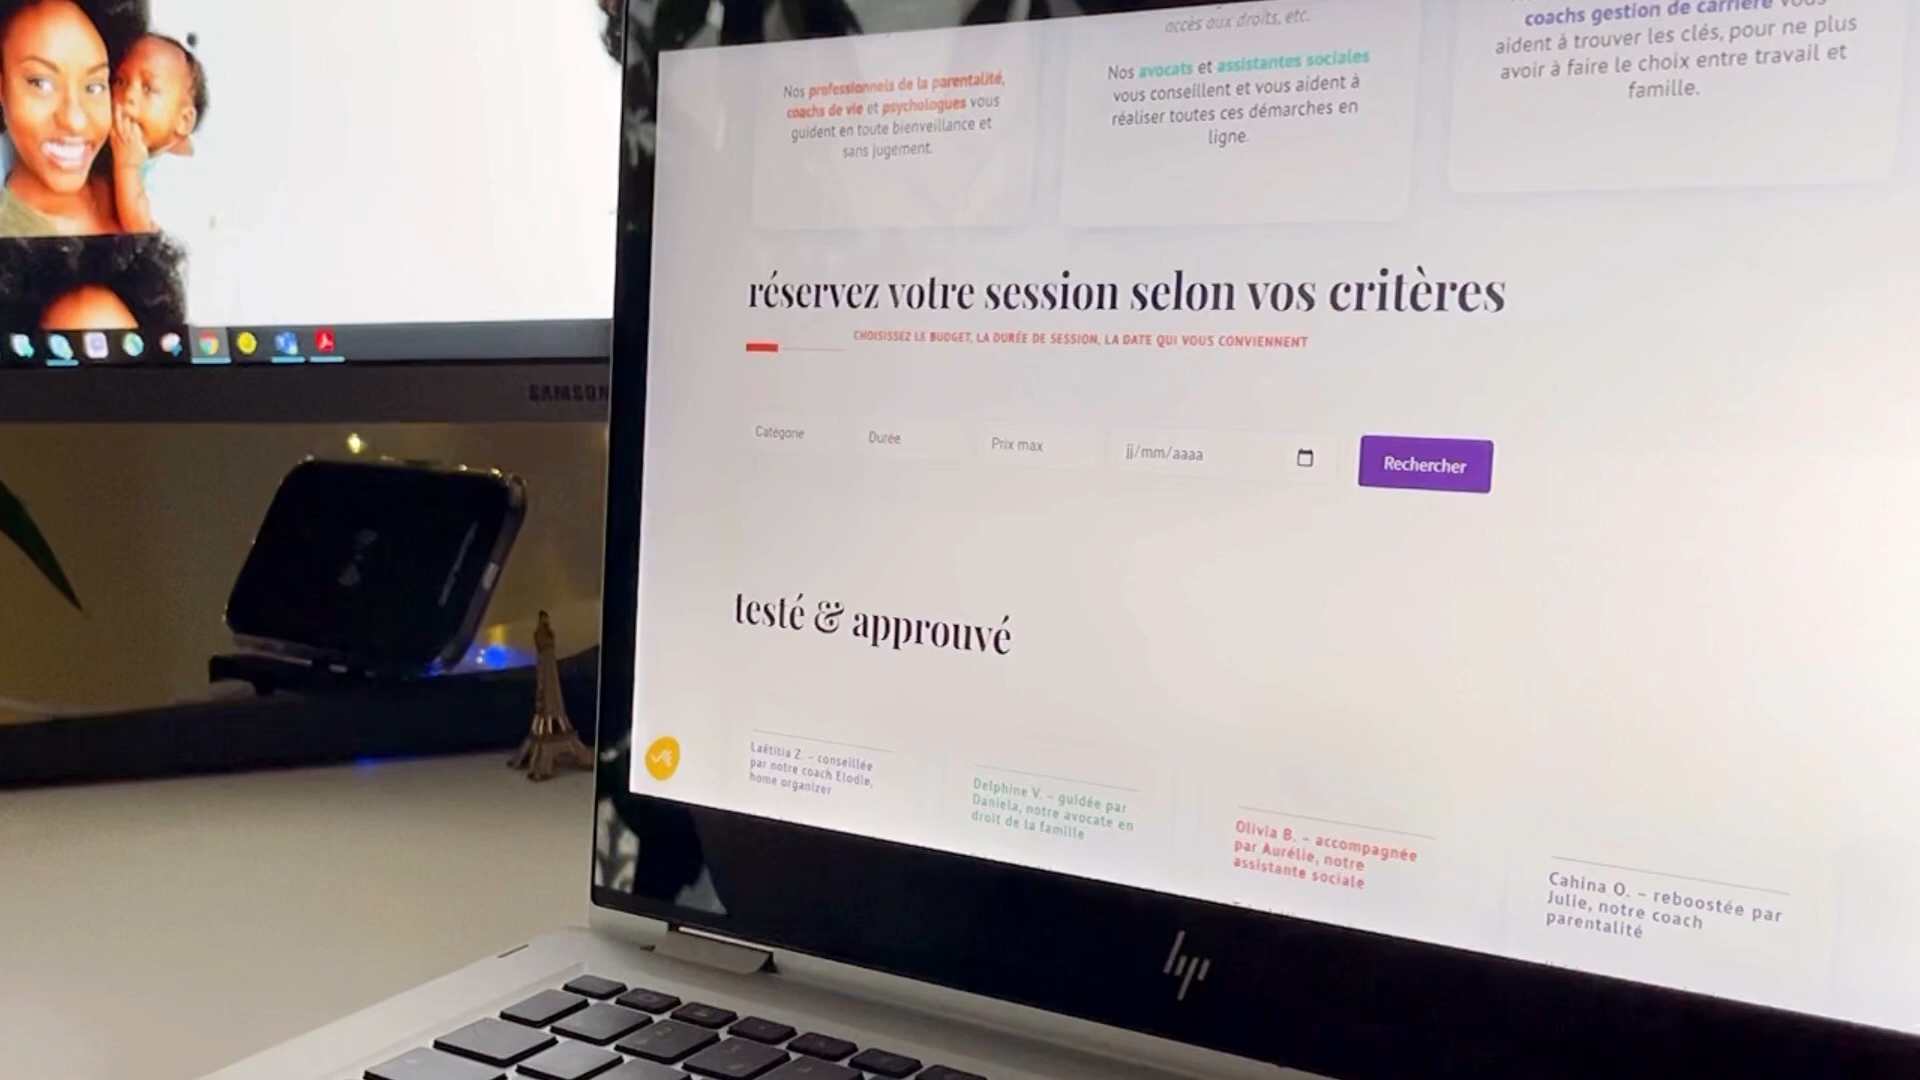 accès aux droits, etc.
coachs gestion de carrière vous
aident à trouver les clés, pour ne plus
avoir à faire le choix entre travail et
famille.
Nos avocats et assistantes sociales
vous conseillent et vous aident à
réaliser toutes ces démarches en
ligne.
Nos professionnels de la parentalité,
coachs de vie et psychologues vous
guident en toute bienveillance et
sans jugement.
réservez votre session selon vos critères
CHOISISSEZ LE BUDGET, LA DURÉE DE SESSION, LA DATE QUI VOUS CONVIENNENT
Catégorie
Durée
Prix max
jj/mm/aaaa
Rechercher
SAMSUN
testé & approuvé
Laëtitia Z. – conseillée
par notre coach Elodie,
home organizer
Delphine V. – guidée par
Daniela, notre avocate en
droit de la famille
Olivia B. – accompagnée
par Aurélie, notre
assistante sociale
Cahina O. – reboostée par
Julie, notre coach
parentalité
hp